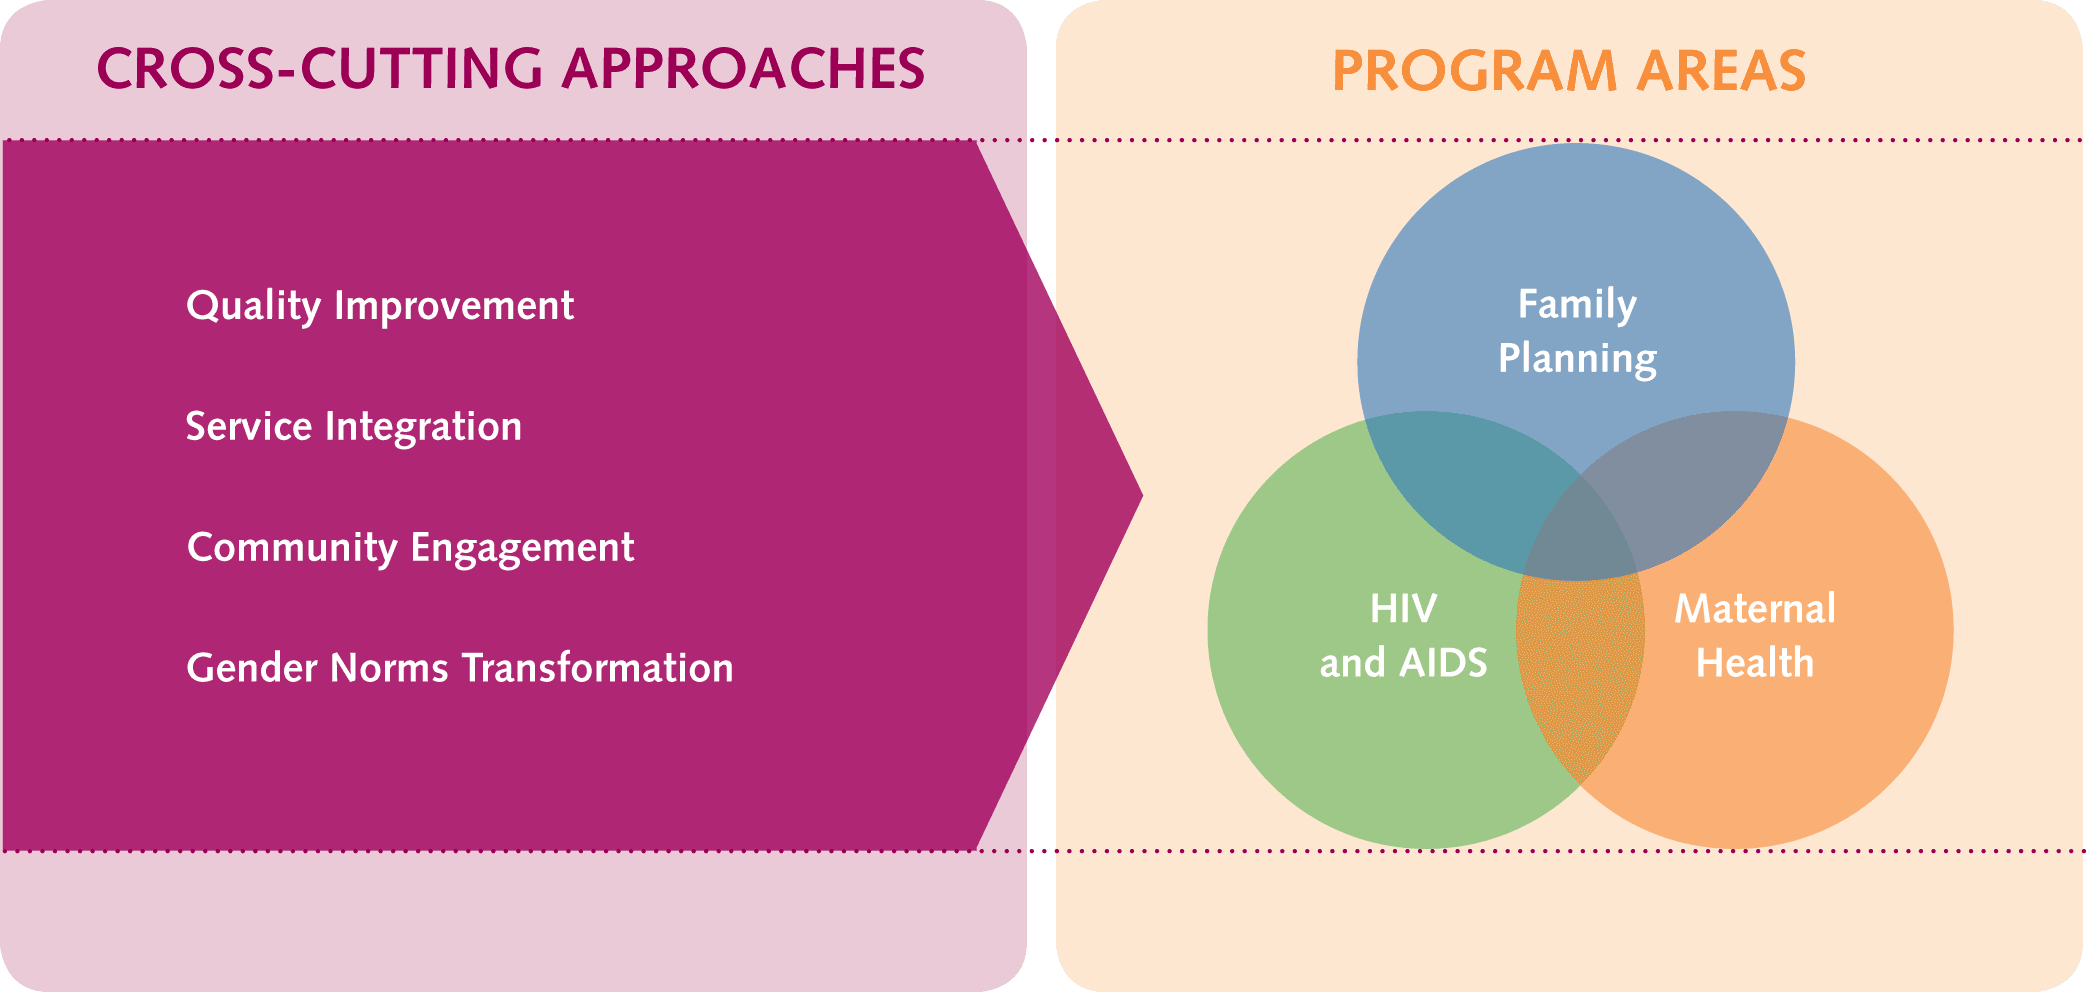 CROSS-CUTTING APPROACHES
Quality Improvement
Service Integration
Community Engagement
Gender Norms Transformation
PROGRAM AREAS
Family
Planning
HIV
and AIDS
Maternal
Health